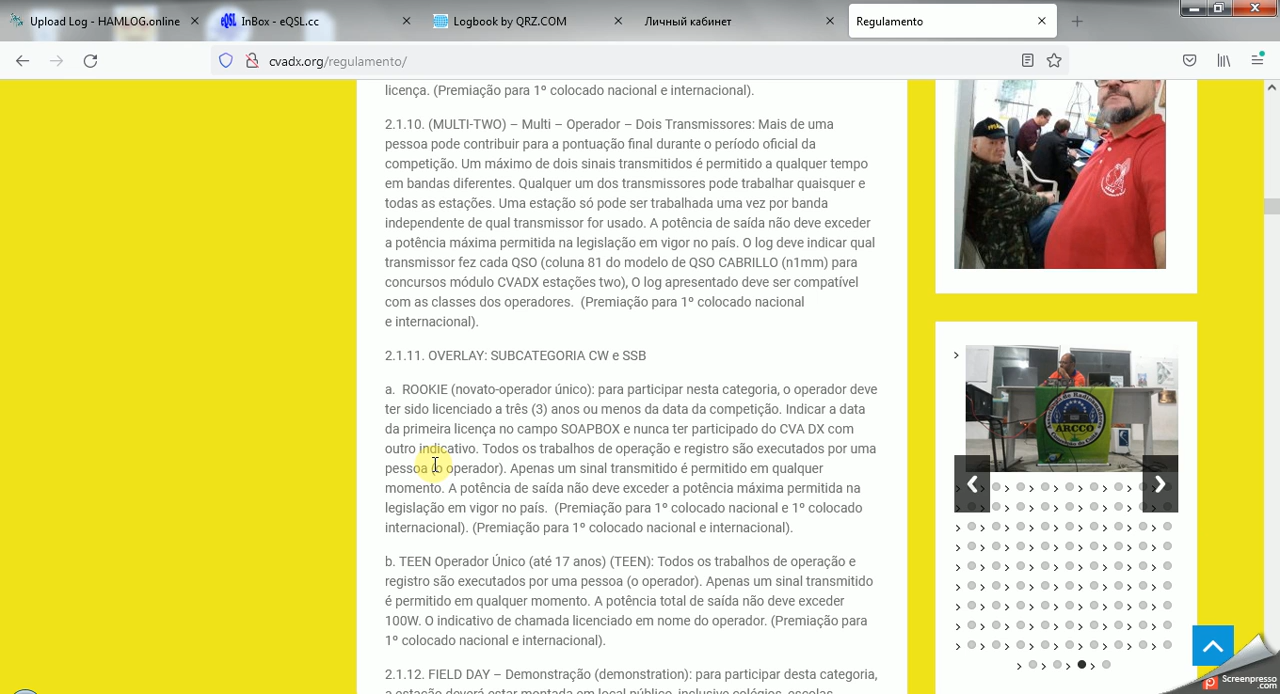 Upload Log - HAMLOG.online
InBox - eQSL.cc
Logbook by QRZ.COM
Личный кабинет
Regulamento
cvadx.org/regulamento/
licença. (Premiação para 1º colocado nacional e internacional).
2.1.10. (MULTI-TWO) – Multi – Operador – Dois Transmissores: Mais de uma
pessoa pode contribuir para a pontuação final durante o período oficial da
competição. Um máximo de dois sinais transmitidos é permitido a qualquer tempo
em bandas diferentes. Qualquer um dos transmissores pode trabalhar quaisquer e
todas as estações. Uma estação só pode ser trabalhada uma vez por banda
independente de qual transmissor for usado. A potência de saída não deve exceder
a potência máxima permitida na legislação em vigor no país. O log deve indicar qual
transmissor fez cada QSO (coluna 81 do modelo de QSO CABRILLO (n1mm) para
concursos módulo CVADX estações two), O log apresentado deve ser compatível
com as classes dos operadores.  (Premiação para 1º colocado nacional
e internacional).
2.1.11. OVERLAY: SUBCATEGORIA CW e SSB
a.  ROOKIE (novato-operador único): para participar nesta categoria, o operador deve
ter sido licenciado a três (3) anos ou menos da data da competição. Indicar a data
da primeira licença no campo SOAPBOX e nunca ter participado do CVA DX com
outro indicativo. Todos os trabalhos de operação e registro são executados por uma
pessoa (o operador). Apenas um sinal transmitido é permitido em qualquer
momento. A potência de saída não deve exceder a potência máxima permitida na
legislação em vigor no país.  (Premiação para 1º colocado nacional e 1º colocado
internacional). (Premiação para 1º colocado nacional e internacional).
b. TEEN Operador Único (até 17 anos) (TEEN): Todos os trabalhos de operação e
registro são executados por uma pessoa (o operador). Apenas um sinal transmitido
é permitido em qualquer momento. A potência total de saída não deve exceder
100W. O indicativo de chamada licenciado em nome do operador. (Premiação para
1º colocado nacional e internacional).
2.1.12. FIELD DAY – Demonstração (demonstration): para participar desta categoria,
a estação deverá
ARCCO
Screenpresso
.com